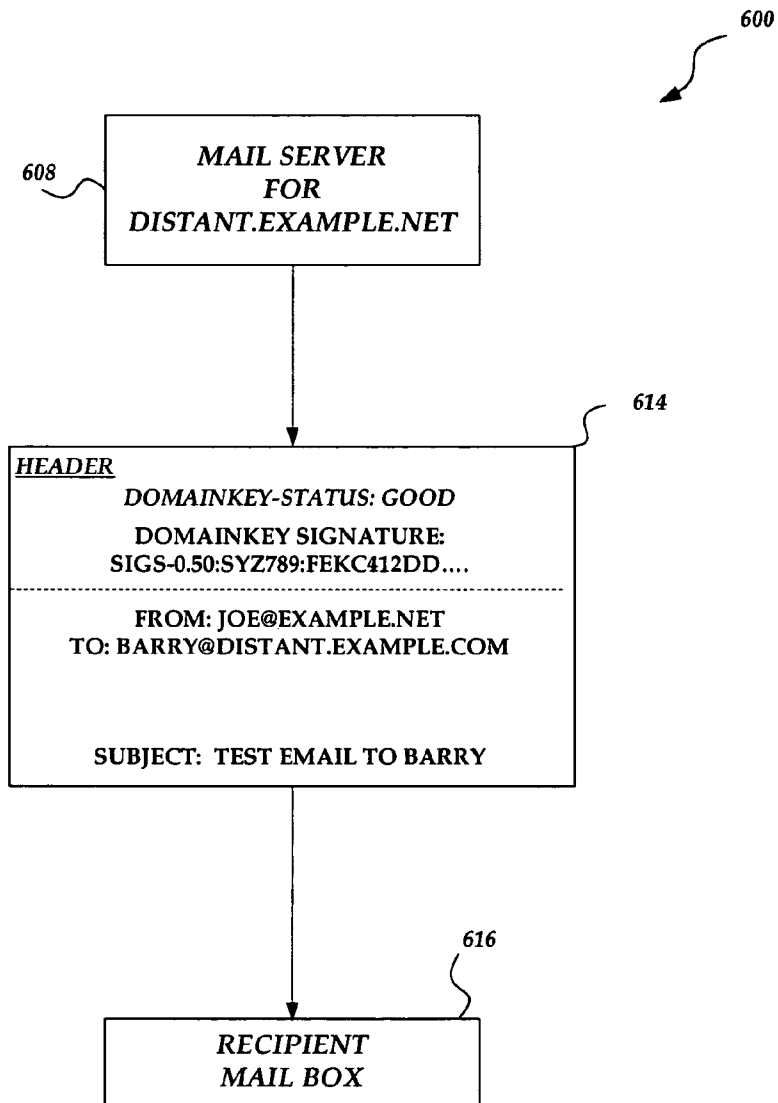 600
608
MAIL SERVER
FOR
DISTANT.EXAMPLE.NET
614
HEADER
DOMAINKEY-STATUS: GOOD
DOMAINKEY SIGNATURE:
SIGS-0.50:SYZ789:FEKC412DD....
FROM: JOE@EXAMPLE.NET
TO: BARRY@DISTANT.EXAMPLE.COM
SUBJECT: TEST EMAIL TO BARRY
616
RECIPIENT
MAIL BOX